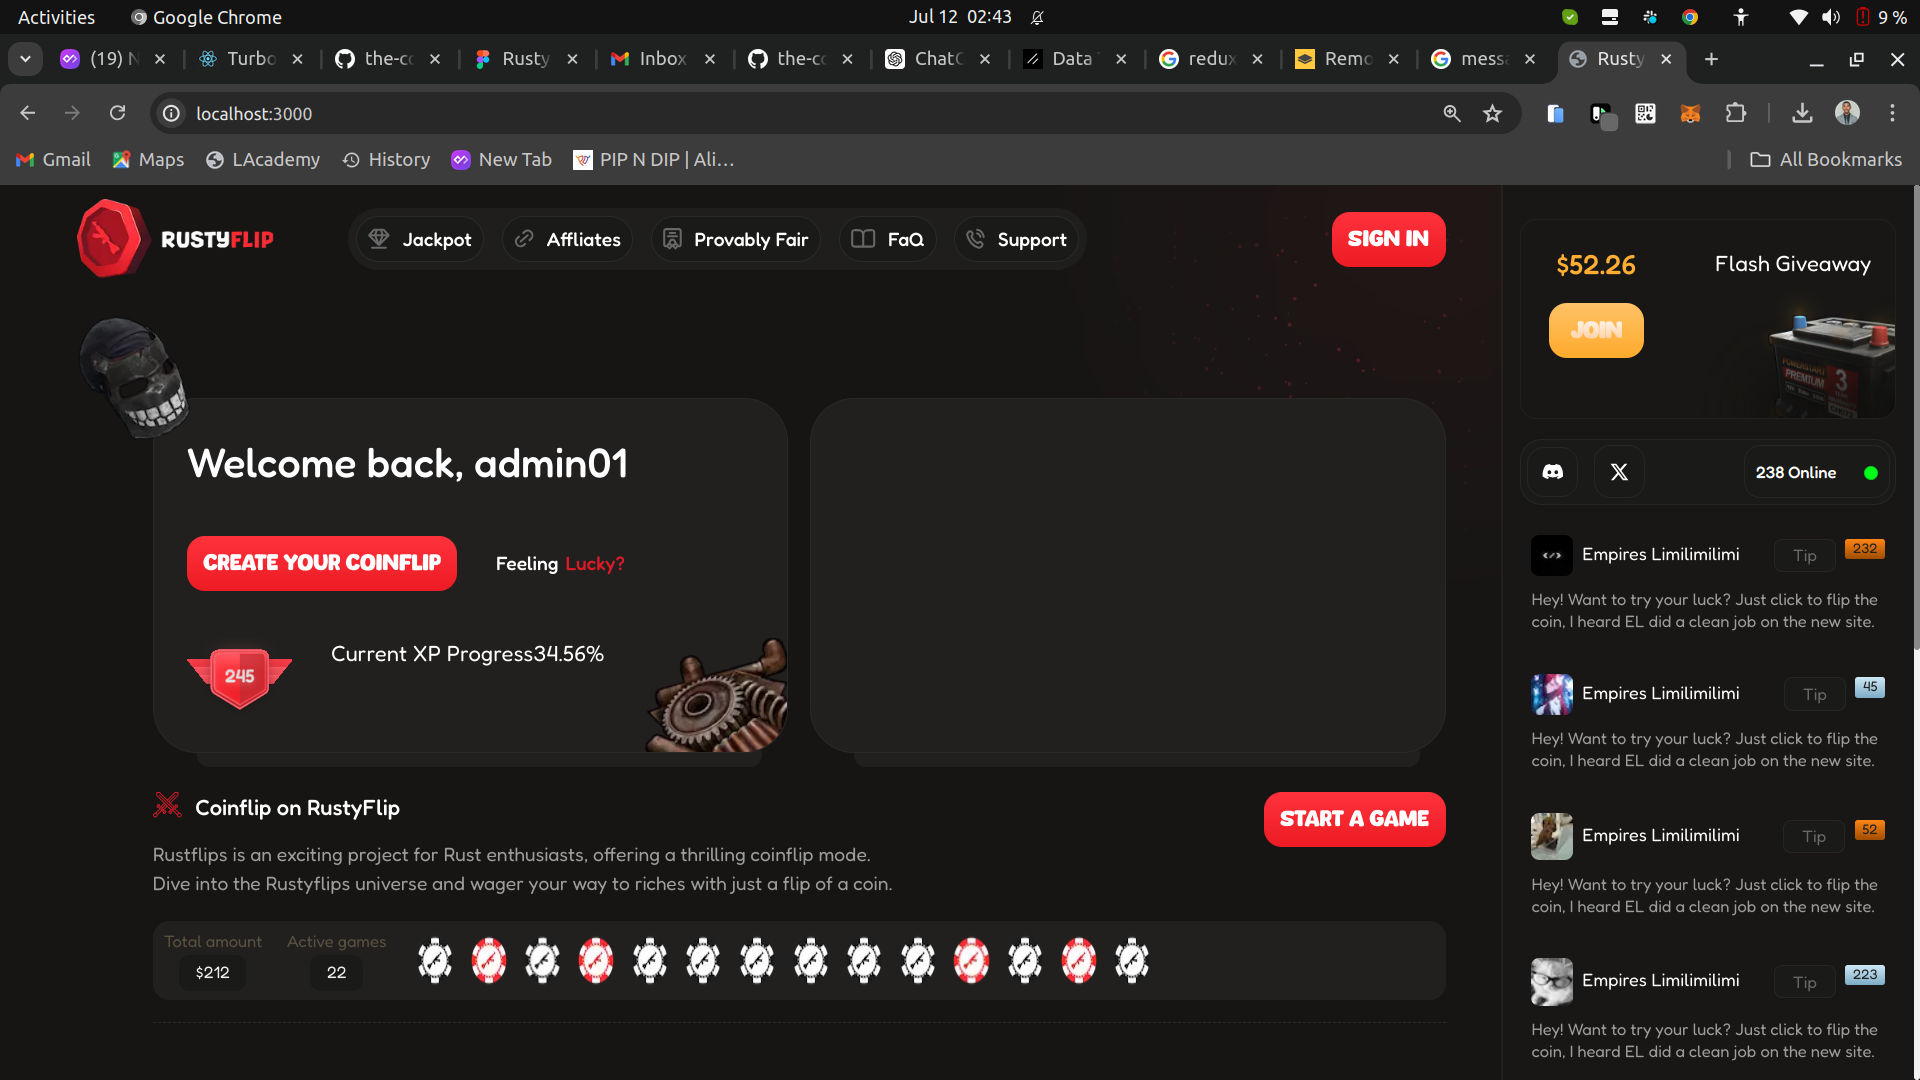 Activities
Google Chrome
Jul 12 02:43
9 %
(19) N
Turbo
the-co
Rusty
Inbox
the-co
ChatG
Data
redux
Remo
messa
Rusty
localhost:3000
Gmail
Maps
LAcademy
History
New Tab
PIP N DIP | Ali...
All Bookmarks
RUSTYFLIP
Jackpot
Affliates
Provably Fair
FaQ
Support
SIGN IN
$52.26
Flash Giveaway
JOIN
POWERSTART
PREMIUM
3
Welcome back, admin01
CREATE YOUR COINFLIP
Feeling Lucky?
245
Current XP Progress34.56%
238 Online
Empires Limilimilimi
Tip
232
Hey! Want to try your luck? Just click to flip the
coin, I heard EL did a clean job on the new site.
Empires Limilimilimi
Tip
45
Hey! Want to try your luck? Just click to flip the
coin, I heard EL did a clean job on the new site.
Empires Limilimilimi
Tip
52
Hey! Want to try your luck? Just click to flip the
coin, I heard EL did a clean job on the new site.
Empires Limilimilimi
Tip
223
Hey! Want to try your luck? Just click to flip the
coin, I heard EL did a clean job on the new site.
Coinflip on RustyFlip
START A GAME
Rustflips is an exciting project for Rust enthusiasts, offering a thrilling coinflip mode.
Dive into the Rustyflips universe and wager your way to riches with just a flip of a coin.
Total amount
$212
Active games
22